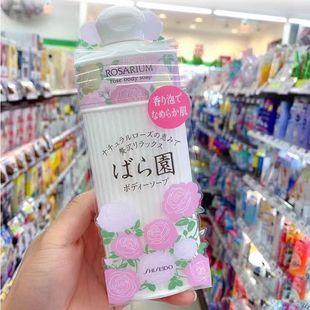 ROSARIUM
rose body soap
香り泡で
なめらか肌
ナチュラルローズの恵みで
贅沢リラックス
ばら園
ボディーソープ
SHISEIDO